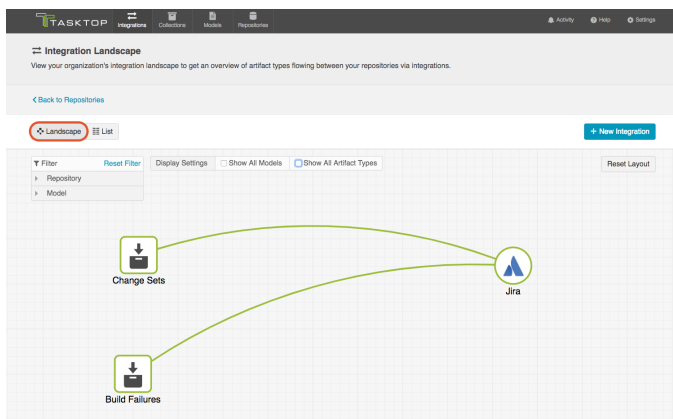 TASKTOP
Integrations
Collections
Models
Repositories
Activity
Help
Settings
Integration Landscape
View your organization's integration landscape to get an overview of artifact types flowing between your repositories via integrations.
Back to Repositories
Landscape
List
+ New Integration
Filter
Reset Filter
Display Settings
Show All Models
Show All Artifact Types
Reset Layout
Repository
Model
Change Sets
Jira
Build Failures